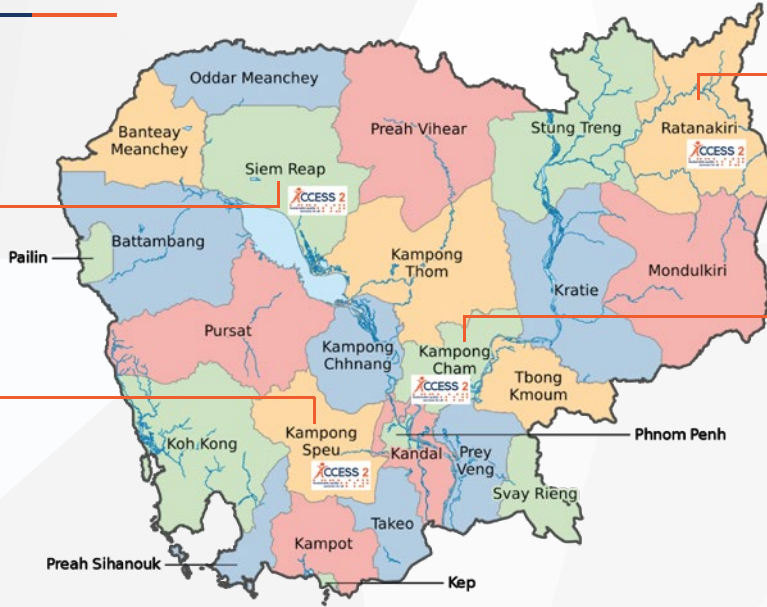 Oddar Meanchey
Banteay
Meanchey
Preah Vihear
Stung Treng
Ratanakiri
CCESS 2
Siem Reap
CCESS 2
Battambang
Pailin
Kampong
Thom
Mondulkiri
Kratie
Pursat
Kampong
Chhnang
Kampong
Cham
CCESS 2
Tbong
Kmoum
Koh Kong
Kampong
Speu
CCESS 2
Kandal
Phnom Penh
Prey
Veng
Svay Rieng
Takeo
Kampot
Preah Sihanouk
Kep